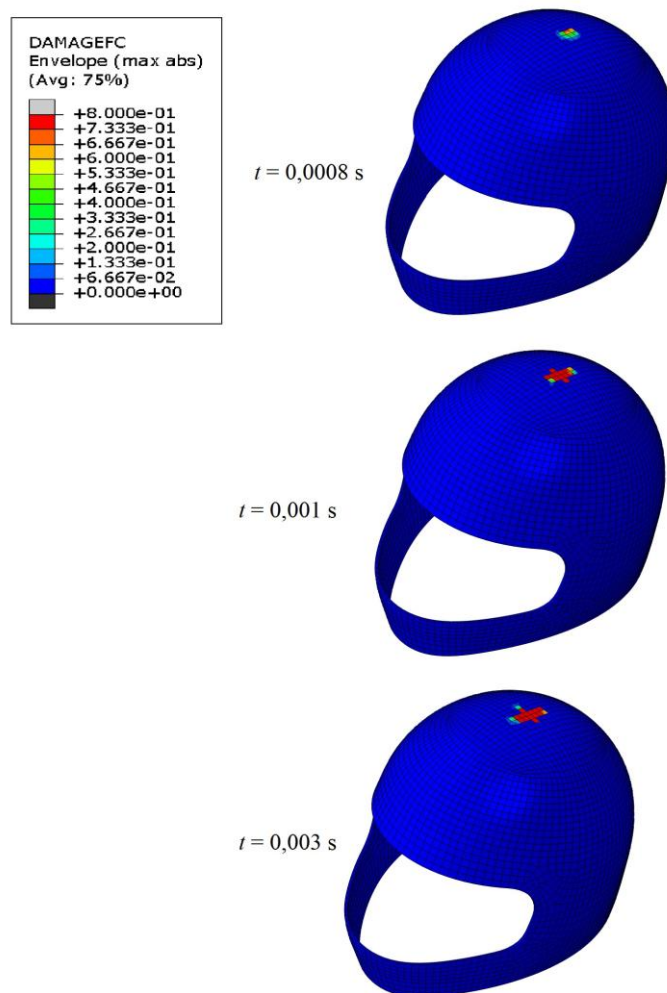 DAMAGEFC
Envelope (max abs)
(Avg: 75%)
+8.000e-01
+7.333e-01
+6.667e-01
+6.000e-01
+5.333e-01
+4.667e-01
+4.000e-01
+3.333e-01
+2.667e-01
+2.000e-01
+1.333e-01
+6.667e-02
+0.000e+00
t = 0,0008 s
t = 0,001 s
t = 0,003 s